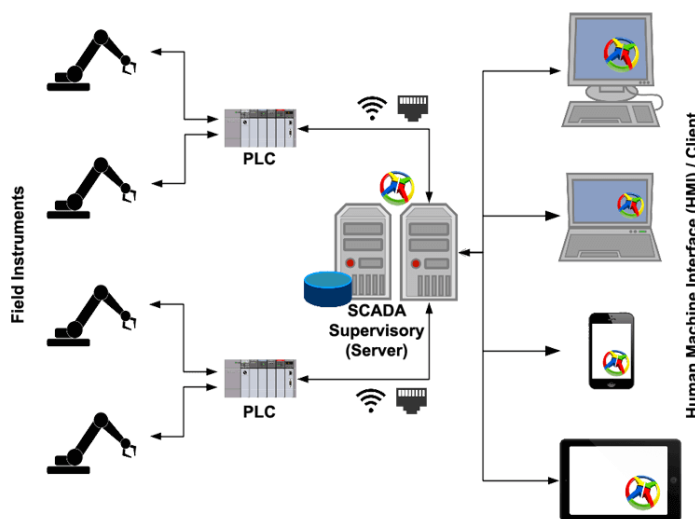 Field Instruments
PLC
SCADA
Supervisory
(Server)
PLC
Human Machine Interface (HMI) / Client